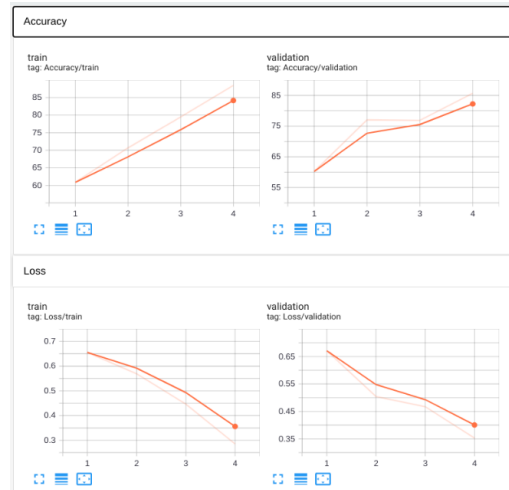 Accuracy
train
tag: Accuracy/train
85
80
75
70
65
60
1 2 3 4
validation
tag: Accuracy/validation
85
75
65
55
1 2 3 4
Loss
train
tag: Loss/train
0.7
0.6
0.5
0.4
0.3
1 2 3 4
validation
tag: Loss/validation
0.65
0.55
0.45
0.35
1 2 3 4